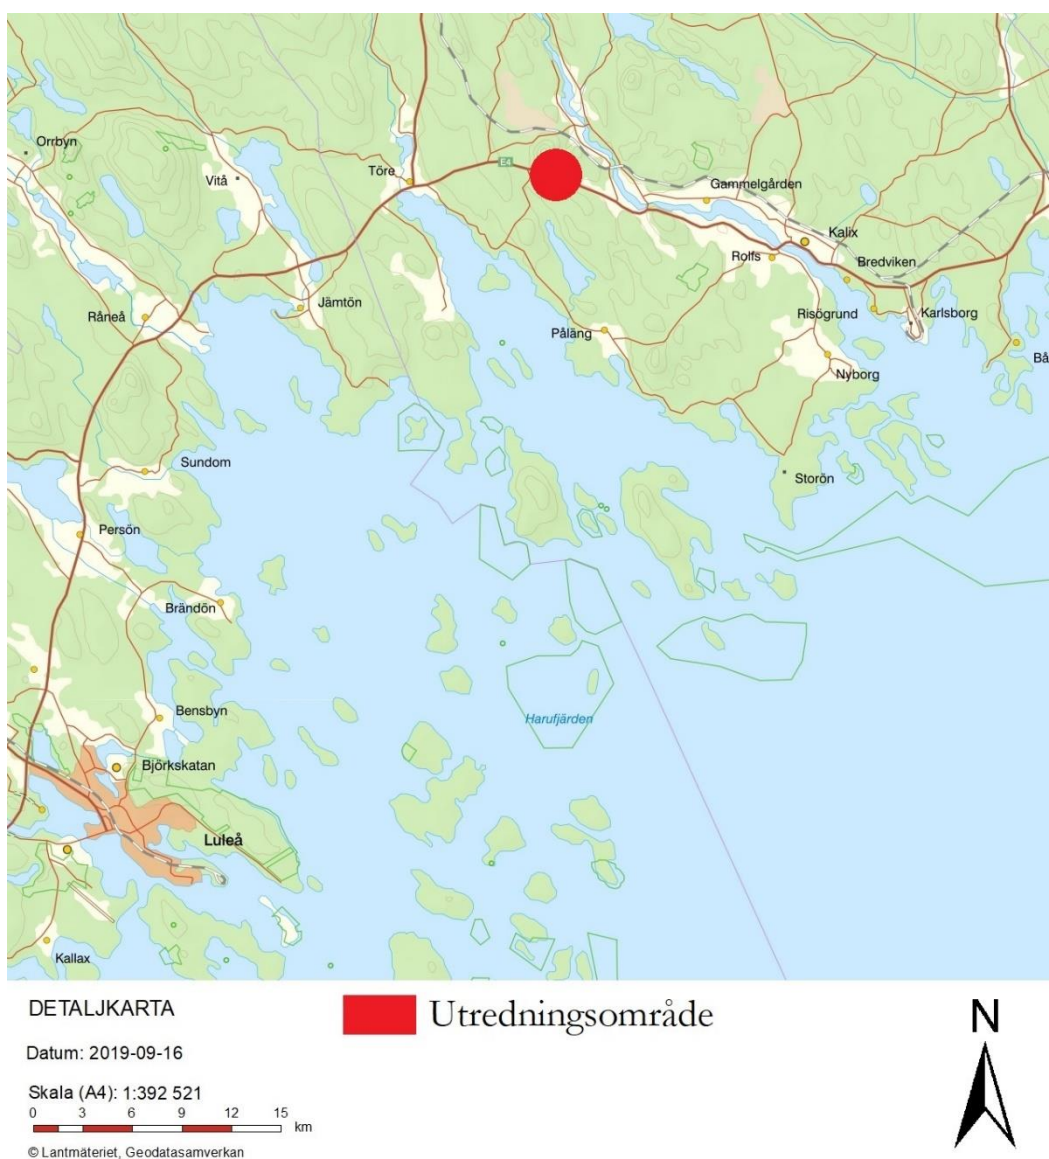 Orrbyn
Vitå
Töre
E4
Gammelgården
Kalix
Rolfs
Bredviken
Råneå
Jämtön
Påläng
Risögrund
Karlsborg
Bå
Nyborg
Sundom
Storön
Persön
Brändön
Bensbyn
Harufjärden
Björkskatan
Luleå
Kallax
DETALJKARTA
Utredningsområde
N
Datum: 2019-09-16
Skala (A4): 1:392 521
0 3 6 9 12 15
km
© Lantmäteriet, Geodatasamverkan